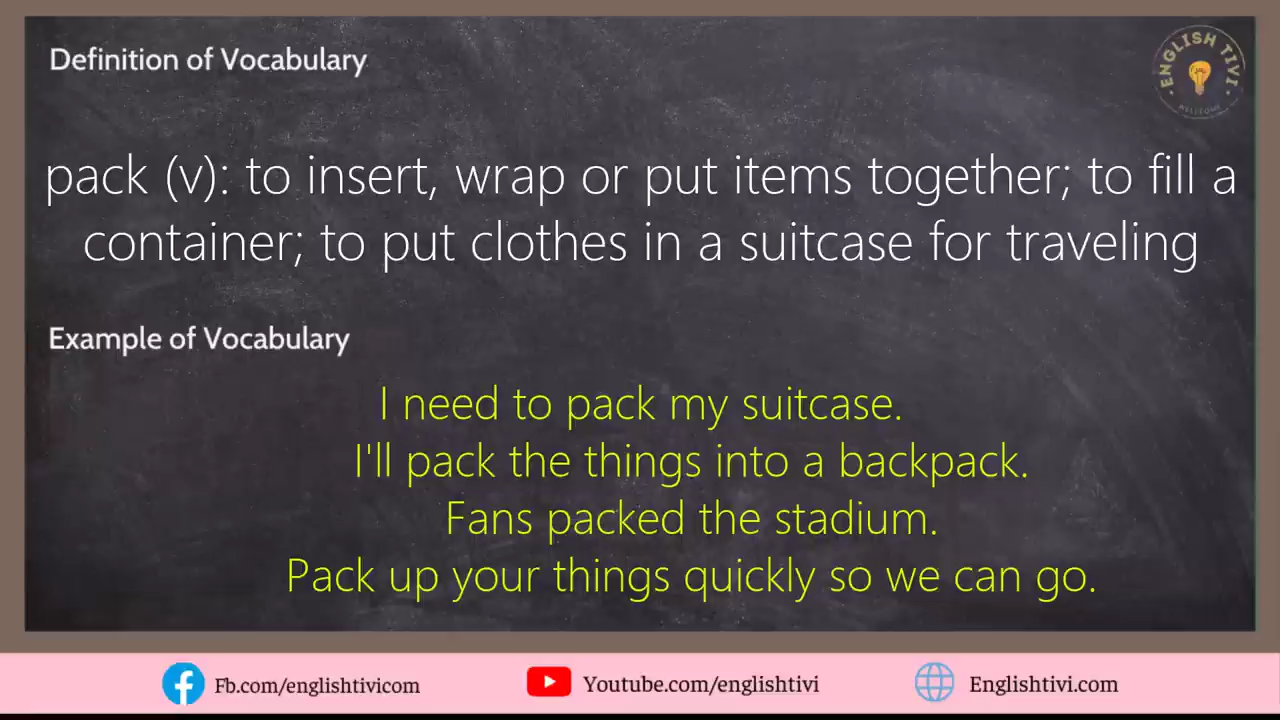 Definition of Vocabulary
ENGLISH TIVI
WELCOME
pack (v): to insert, wrap or put items together; to fill a
container; to put clothes in a suitcase for traveling
Example of Vocabulary
I need to pack my suitcase.
I'll pack the things into a backpack.
Fans packed the stadium.
Pack up your things quickly so we can go.
Fb.com/englishtivicom
Youtube.com/englishtivi
Englishtivi.com